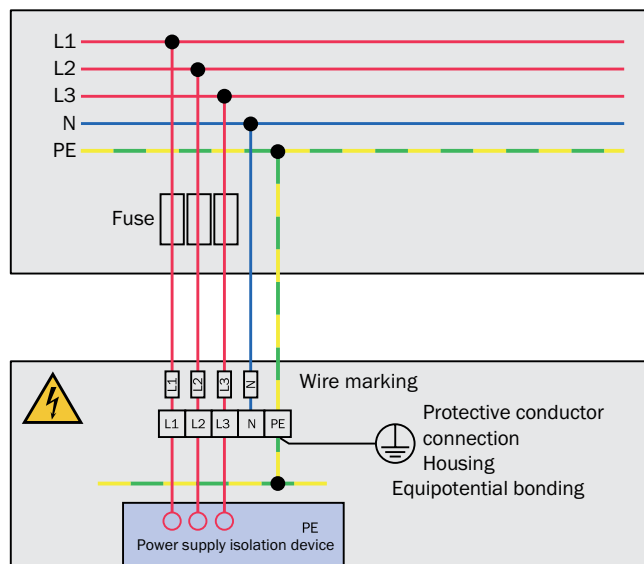 L1
L2
L3
N
PE
Fuse
L1 L2 L3 N
Wire marking
L1 L2 L3 N PE
Protective conductor
connection
Housing
Equipotential bonding
PE
Power supply isolation device